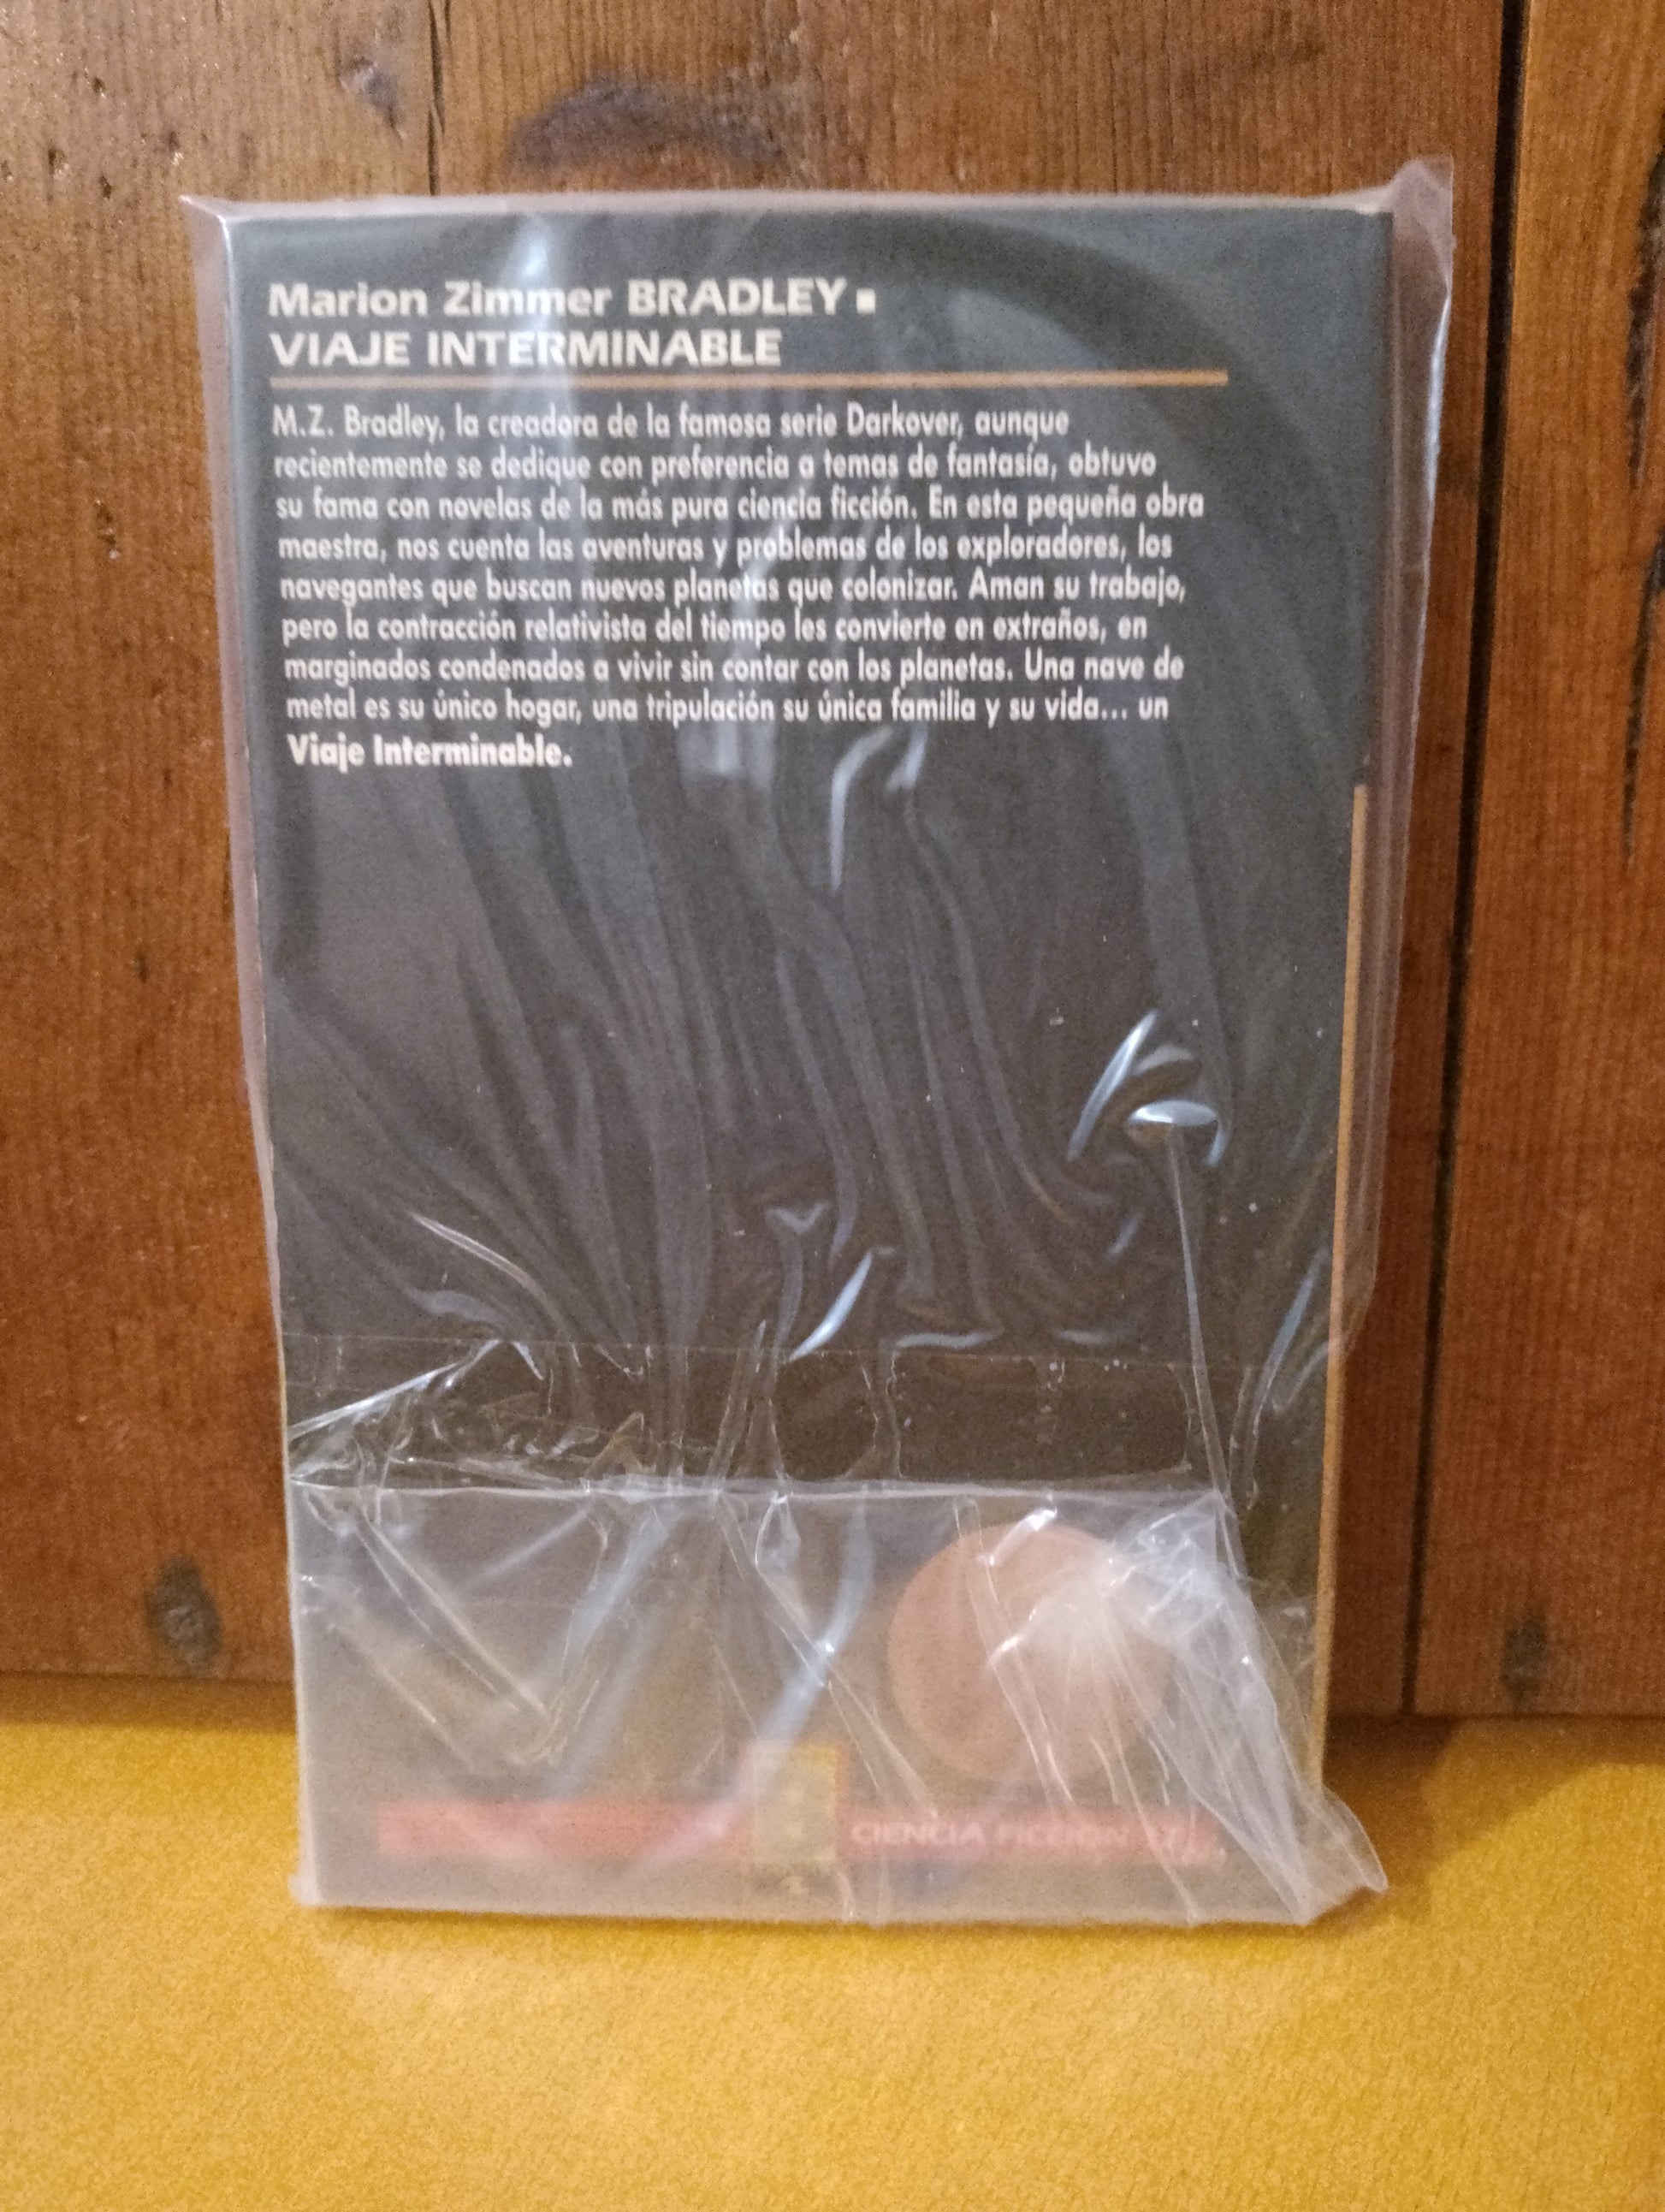 Marion Zimmer BRADLEY ▪
VIAJE INTERMINABLE
M.Z. Bradley, la creadora de la famosa serie Darkover, aunque
recientemente se dedique con preferencia a temas de fantasía, obtuvo
su fama con novelas de la más pura ciencia ficción. En esta pequeña obra
maestra, nos cuenta las aventuras y problemas de los exploradores, los
navegantes que buscan nuevos planetas que colonizar. Aman su trabajo,
pero la contracción relativista del tiempo les convierte en extraños, en
marginados condenados a vivir sin contar con los planetas. Una nave de
metal es su único hogar, una tripulación su única familia y su vida... un
Viaje Interminable.
CIENCIA FICCIÓN